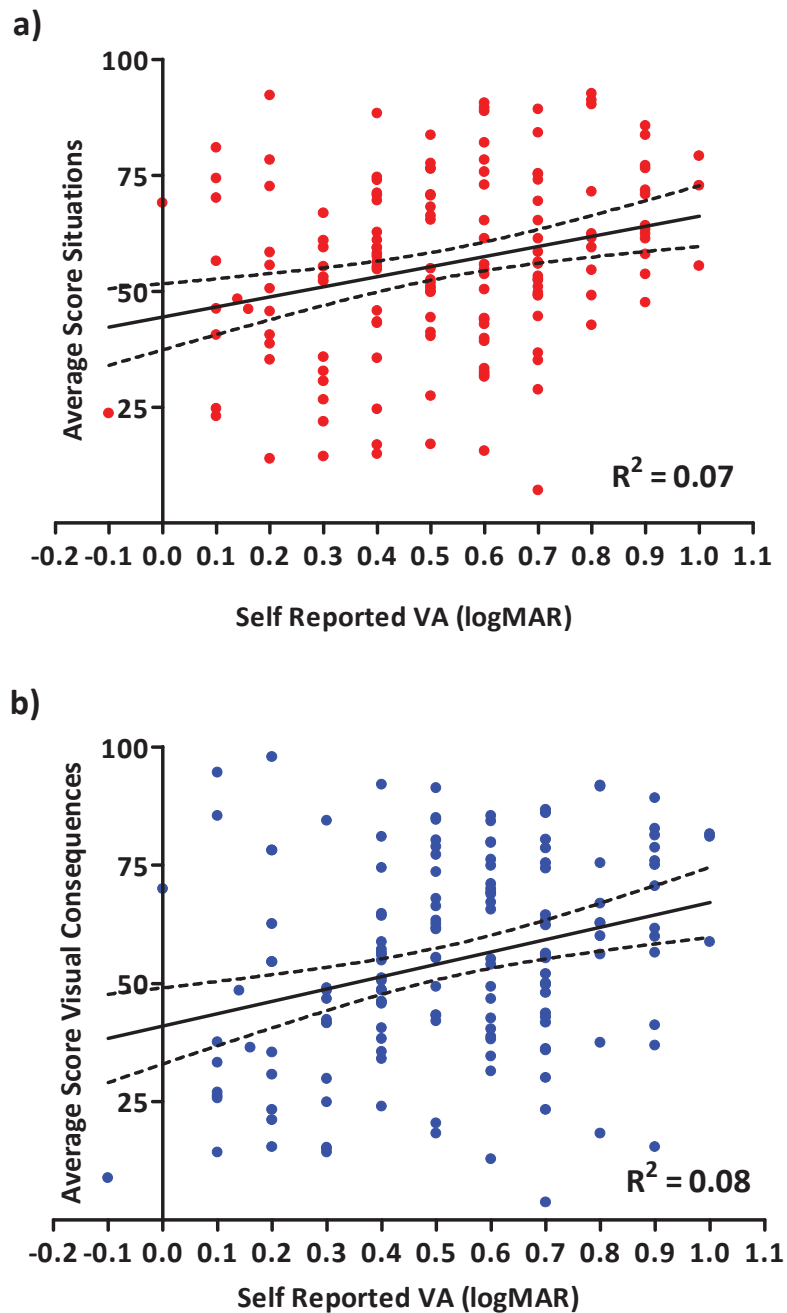 a)
100
75
50
25
Average Score Situations
R² = 0.07
-0.2 -0.1 0.0 0.1 0.2 0.3 0.4 0.5 0.6 0.7 0.8 0.9 1.0 1.1
Self Reported VA (logMAR)
b)
100
75
50
25
Average Score Visual Consequences
R² = 0.08
-0.2 -0.1 0.0 0.1 0.2 0.3 0.4 0.5 0.6 0.7 0.8 0.9 1.0 1.1
Self Reported VA (logMAR)